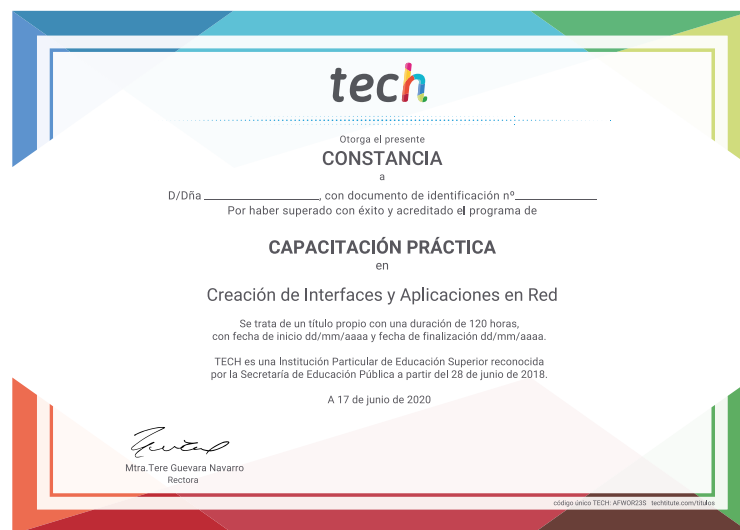 tech
Otorga el presente
CONSTANCIA
a
D/Dña ____________________, con documento de identificación nº______________
Por haber superado con éxito y acreditado el programa de
CAPACITACIÓN PRÁCTICA
en
Creación de Interfaces y Aplicaciones en Red
Se trata de un título propio con una duración de 120 horas,
con fecha de inicio dd/mm/aaaa y fecha de finalización dd/mm/aaaa.
TECH es una Institución Particular de Educación Superior reconocida
por la Secretaría de Educación Pública a partir del 28 de junio de 2018.
A 17 de junio de 2020
Mtra.Tere Guevara Navarro
Rectora
código único TECH: AFWOR23S techtitute.com/titulos